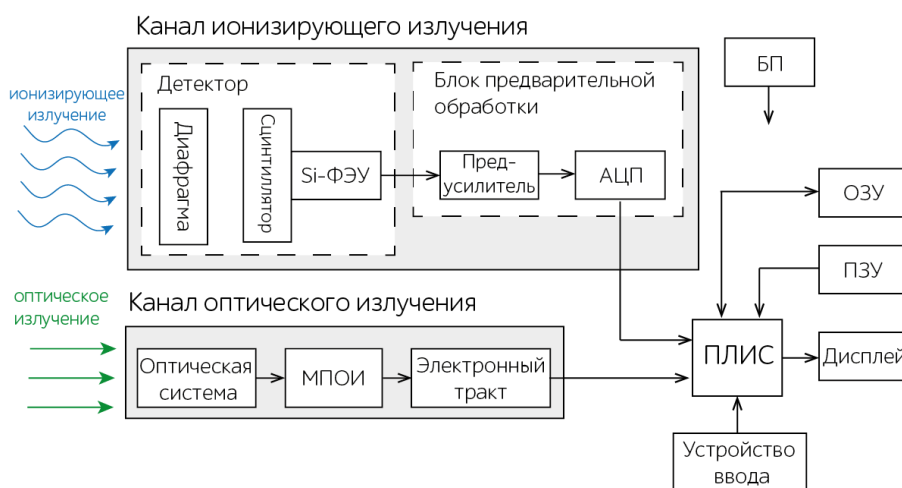 Канал ионизирующего излучения
ионизирующее
излучение
Детектор
Диафрагма
Сцинтиллятор
Si-ФЭУ
Блок предварительной
обработки
Пред-
усилитель
АЦП
БП
ОЗУ
ПЗУ
ПЛИС
Дисплей
Устройство
ввода
оптическое
излучение
Канал оптического излучения
Оптическая
система
МПОИ
Электронный
тракт